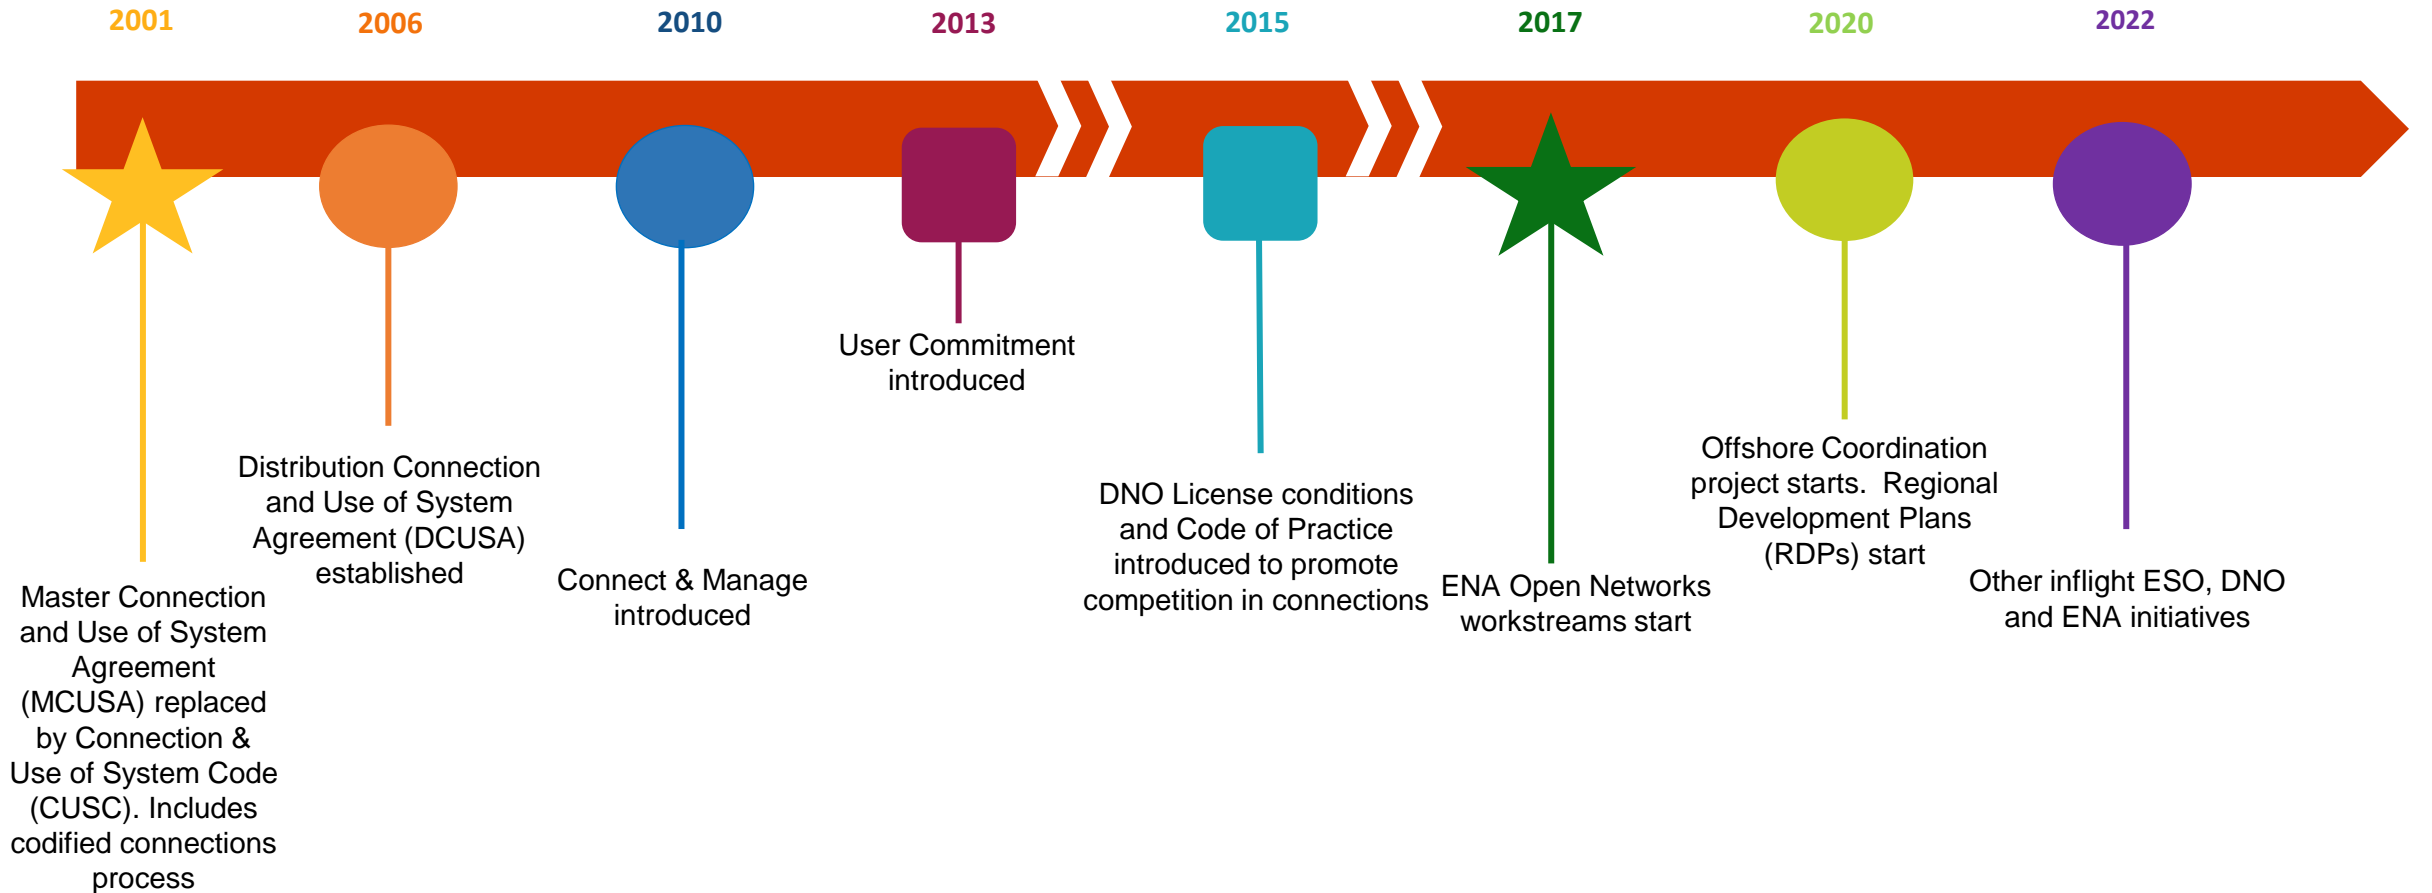 2001
2006
2010
2013
2015
2017
2020
2022
Master Connection
and Use of System
Agreement
(MCUSA) replaced
by Connection &
Use of System Code
(CUSC). Includes
codified connections
process
Distribution Connection
and Use of System
Agreement (DCUSA)
established
Connect & Manage
introduced
User Commitment
introduced
DNO License conditions
and Code of Practice
introduced to promote
competition in connections
ENA Open Networks
workstreams start
Offshore Coordination
project starts.  Regional
Development Plans
(RDPs) start
Other inflight ESO, DNO
and ENA initiatives